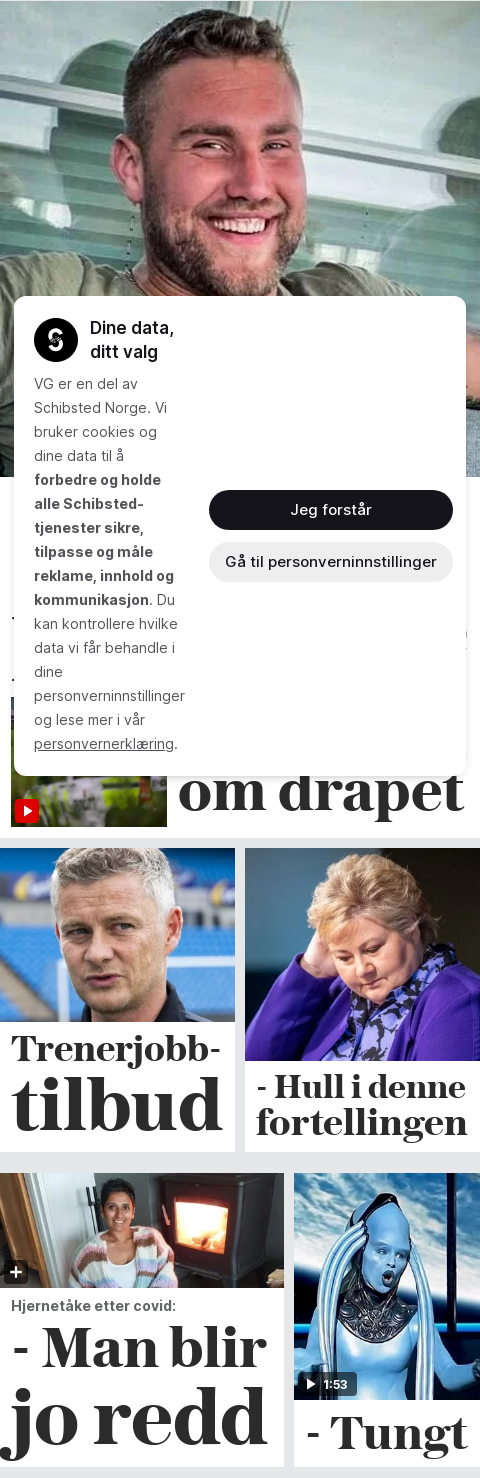 Dine data,
ditt valg
VG er en del av
Schibsted Norge. Vi
bruker cookies og
dine data til å
forbedre og holde
alle Schibsted-
tjenester sikre,
tilpasse og måle
reklame, innhold og
kommunikasjon. Du
kan kontrollere hvilke
data vi får behandle i
dine
personverninnstillinger
og lese mer i vår
personvernerklæring.
Jeg forstår
Gå til personverninnstillinger
om drapet
Trenerjobb-
tilbud
- Hull i denne
fortellingen
Hjernetåke etter covid:
- Man blir
jo redd
1:53
- Tungt